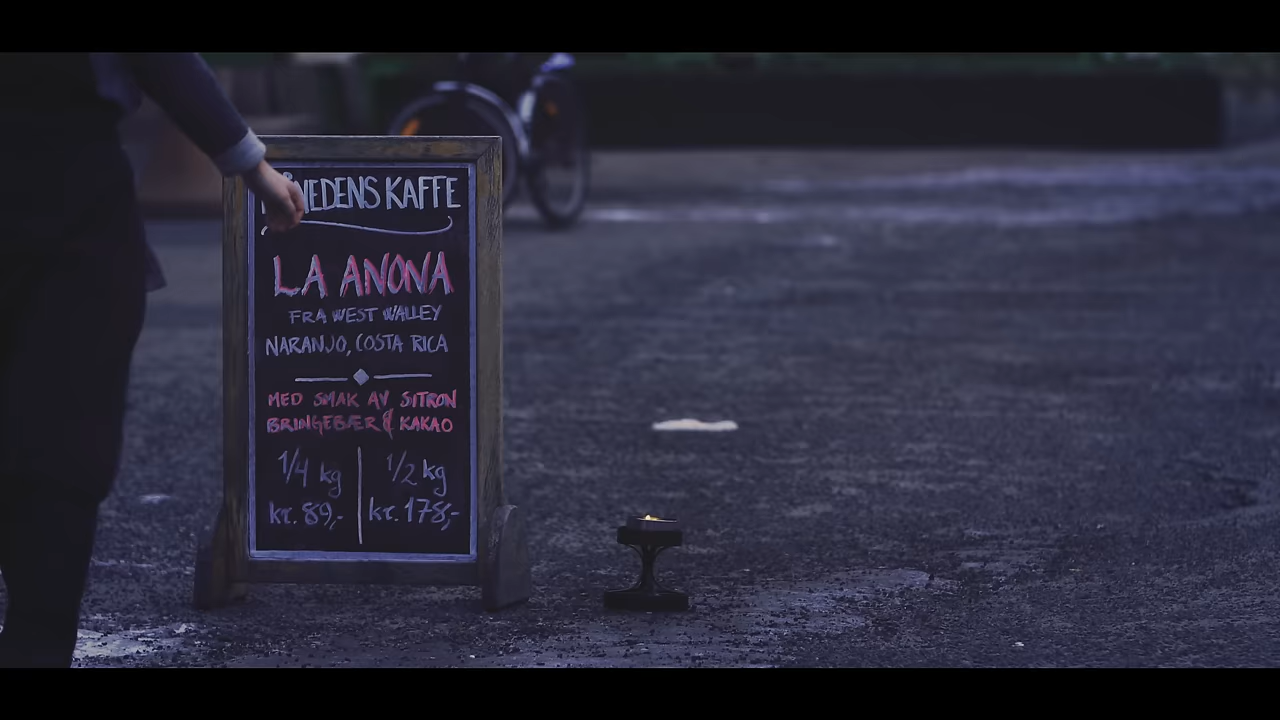 KAFFE
LA ANONA
FRA WEST WALLEY
NARANJO, COSTA RICA
MED SMAK AV SITRON
BRINGEBÆR & KAKAO
1/4 kg 1/2 kg
kr. 89,- kr. 178,-